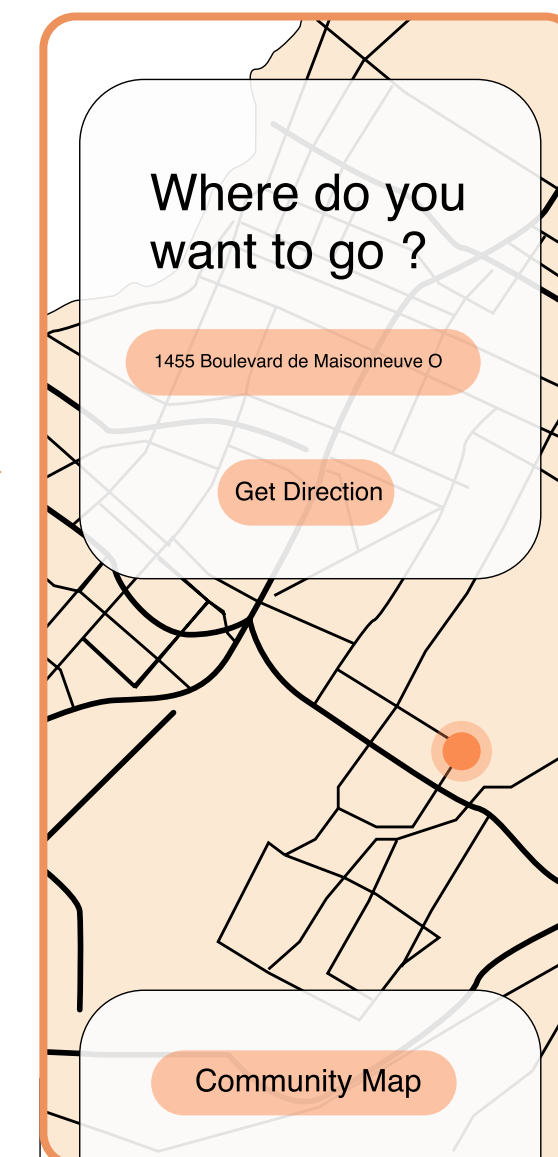 Where do you
want to go ?
1455 Boulevard de Maisonneuve O
Get Direction
Community Map